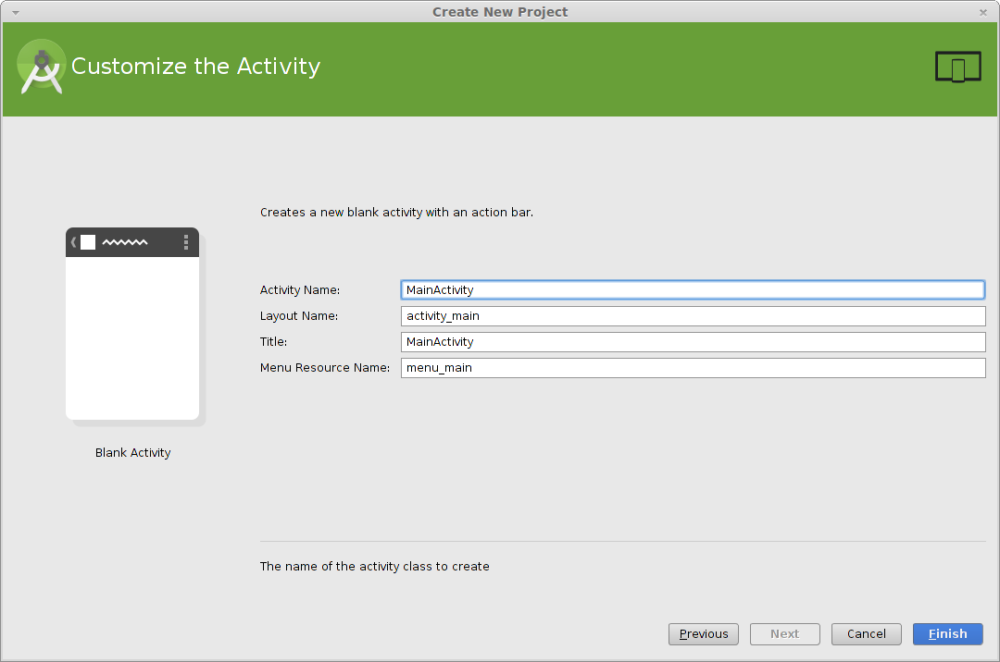 Create New Project
Customize the Activity
Creates a new blank activity with an action bar.
Activity Name: MainActivity
Layout Name: activity_main
Title: MainActivity
Menu Resource Name: menu_main
Blank Activity
The name of the activity class to create
Previous Next Cancel Finish